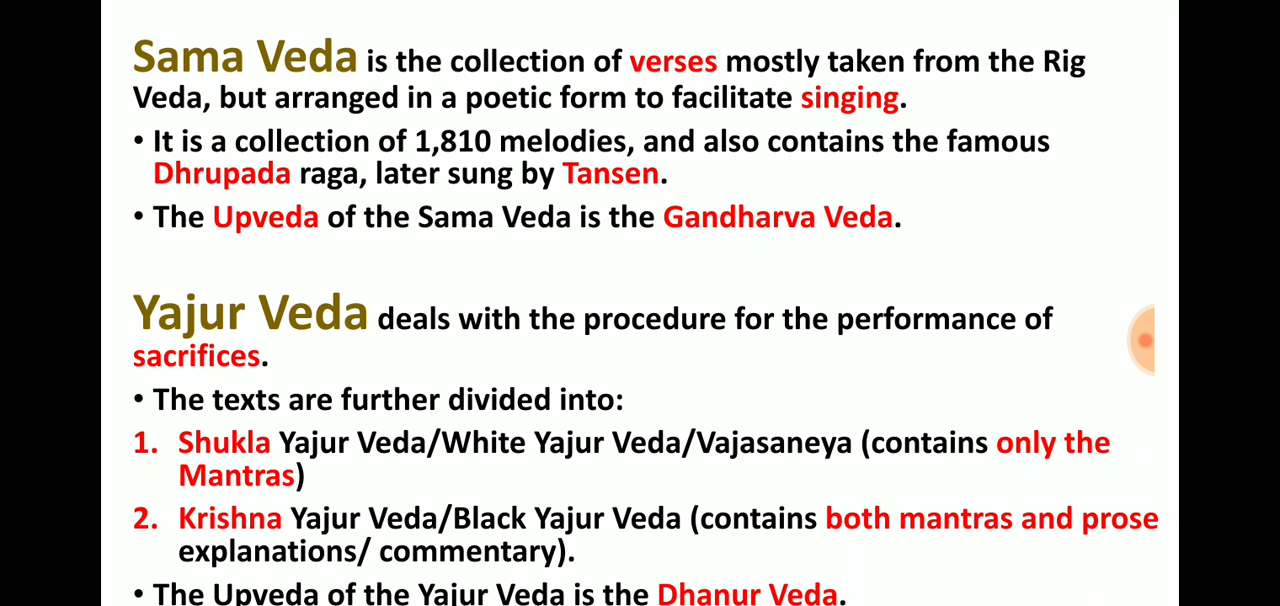 Sama Veda is the collection of verses mostly taken from the Rig
Veda, but arranged in a poetic form to facilitate singing.
• It is a collection of 1,810 melodies, and also contains the famous
Dhrupada raga, later sung by Tansen.
• The Upveda of the Sama Veda is the Gandharva Veda.
Yajur Veda deals with the procedure for the performance of
sacrifices.
• The texts are further divided into:
1. Shukla Yajur Veda/White Yajur Veda/Vajasaneya (contains only the
Mantras)
2. Krishna Yajur Veda/Black Yajur Veda (contains both mantras and prose
explanations/ commentary).
• The Upveda of the Yajur Veda is the Dhanur Veda.